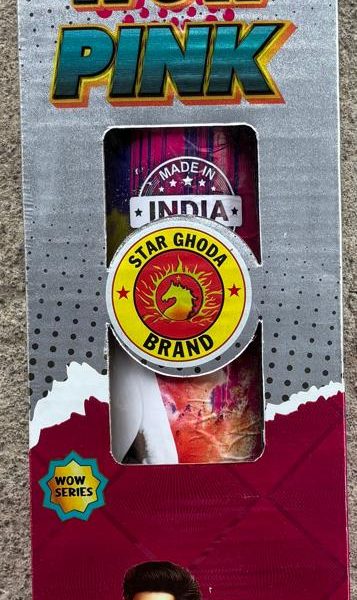 PINK
MADE IN
INDIA
STAR GHODA
BRAND
WOW
SERIES